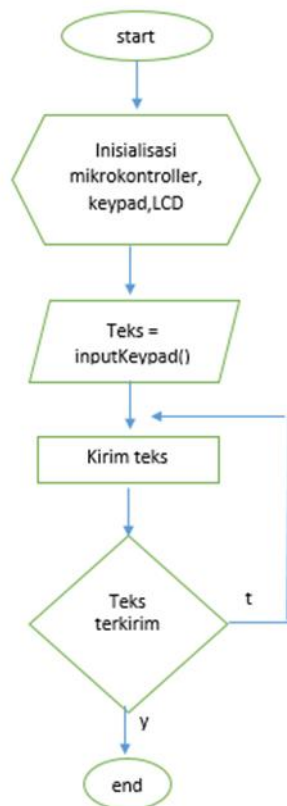 start
Inisialisasi
mikrokontroller,
keypad,LCD
Teks =
inputKeypad()
Kirim teks
Teks
terkirim
t
y
end